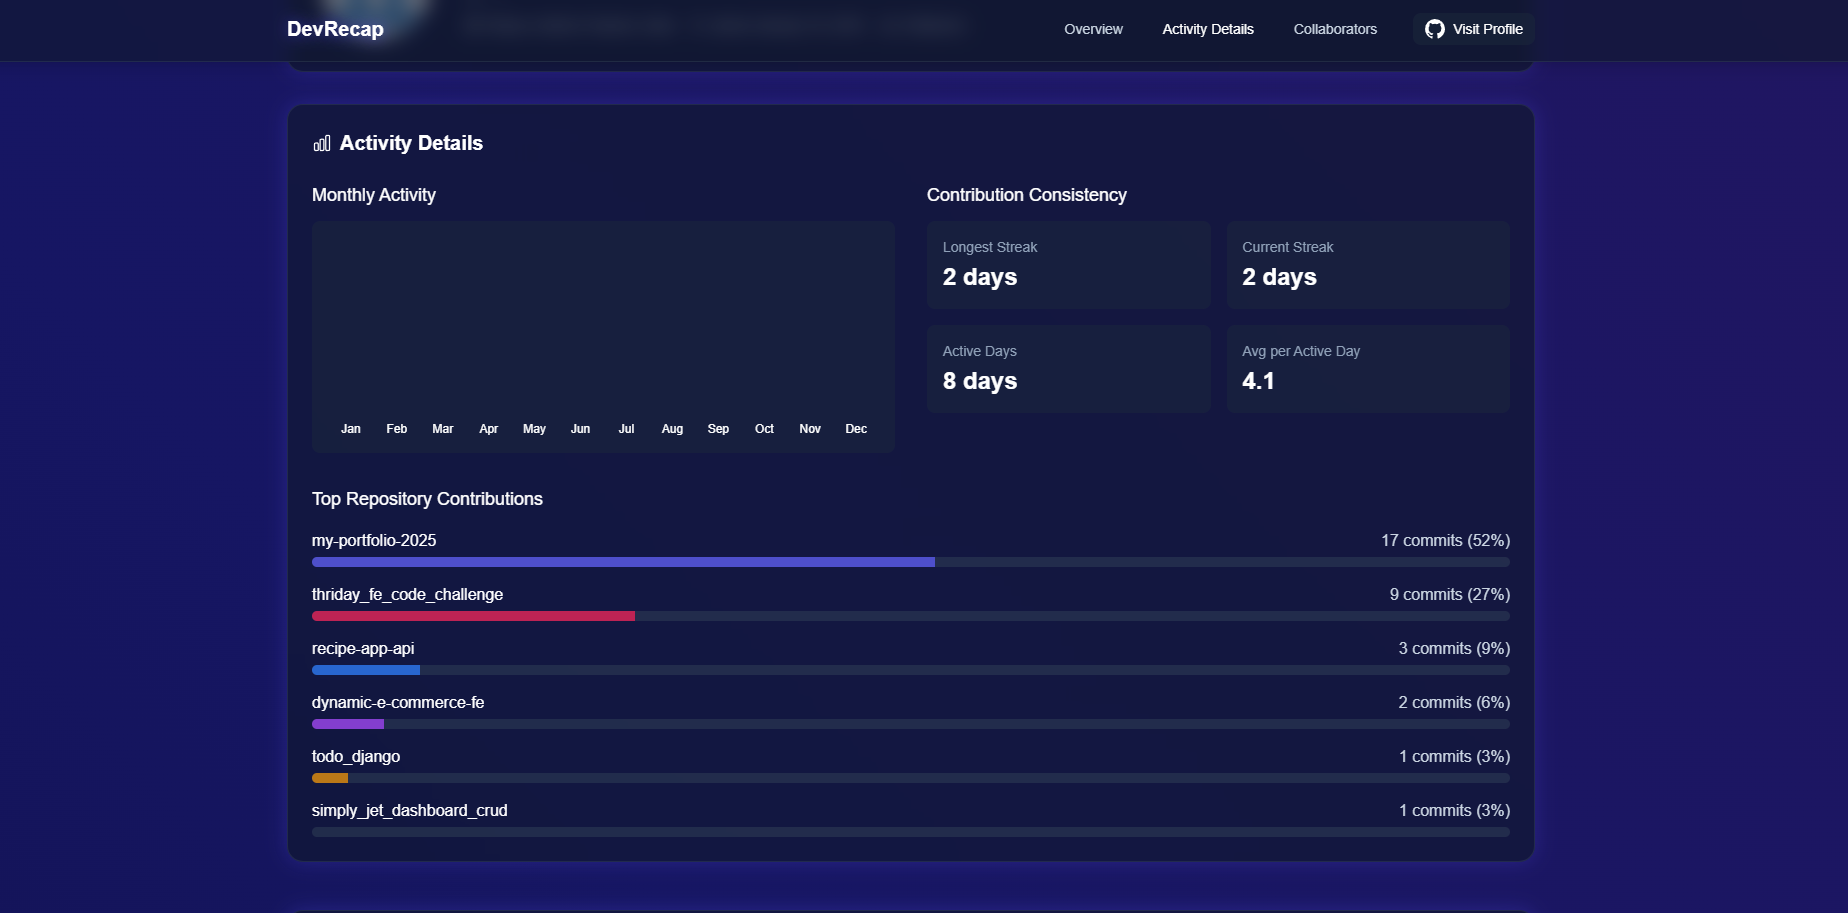 DevRecap
Overview
Activity Details
Collaborators
Visit Profile
Activity Details
Monthly Activity
Jan Feb Mar Apr May Jun Jul Aug Sep Oct Nov Dec
Contribution Consistency
Longest Streak
2 days
Current Streak
2 days
Active Days
8 days
Avg per Active Day
4.1
Top Repository Contributions
my-portfolio-2025
17 commits (52%)
thriday_fe_code_challenge
9 commits (27%)
recipe-app-api
3 commits (9%)
dynamic-e-commerce-fe
2 commits (6%)
todo_django
1 commits (3%)
simply_jet_dashboard_crud
1 commits (3%)